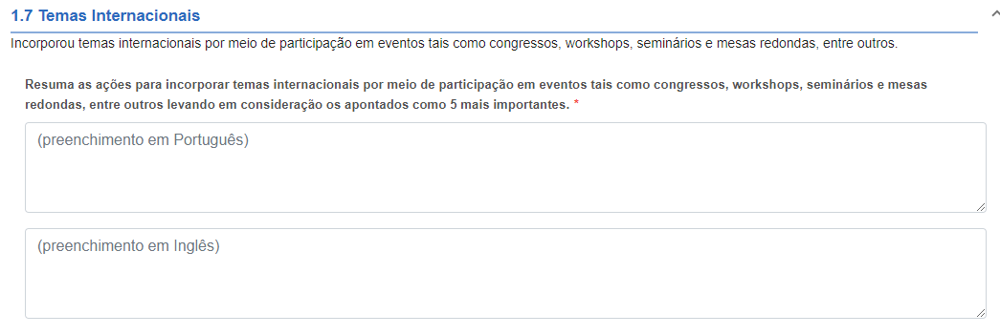 1.7 Temas Internacionais
Incorporou temas internacionais por meio de participação em eventos tais como congressos, workshops, seminários e mesas redondas, entre outros.
Resuma as ações para incorporar temas internacionais por meio de participação em eventos tais como congressos, workshops, seminários e mesas
redondas, entre outros levando em consideração os apontados como 5 mais importantes. *
(preenchimento em Português)
(preenchimento em Inglês)